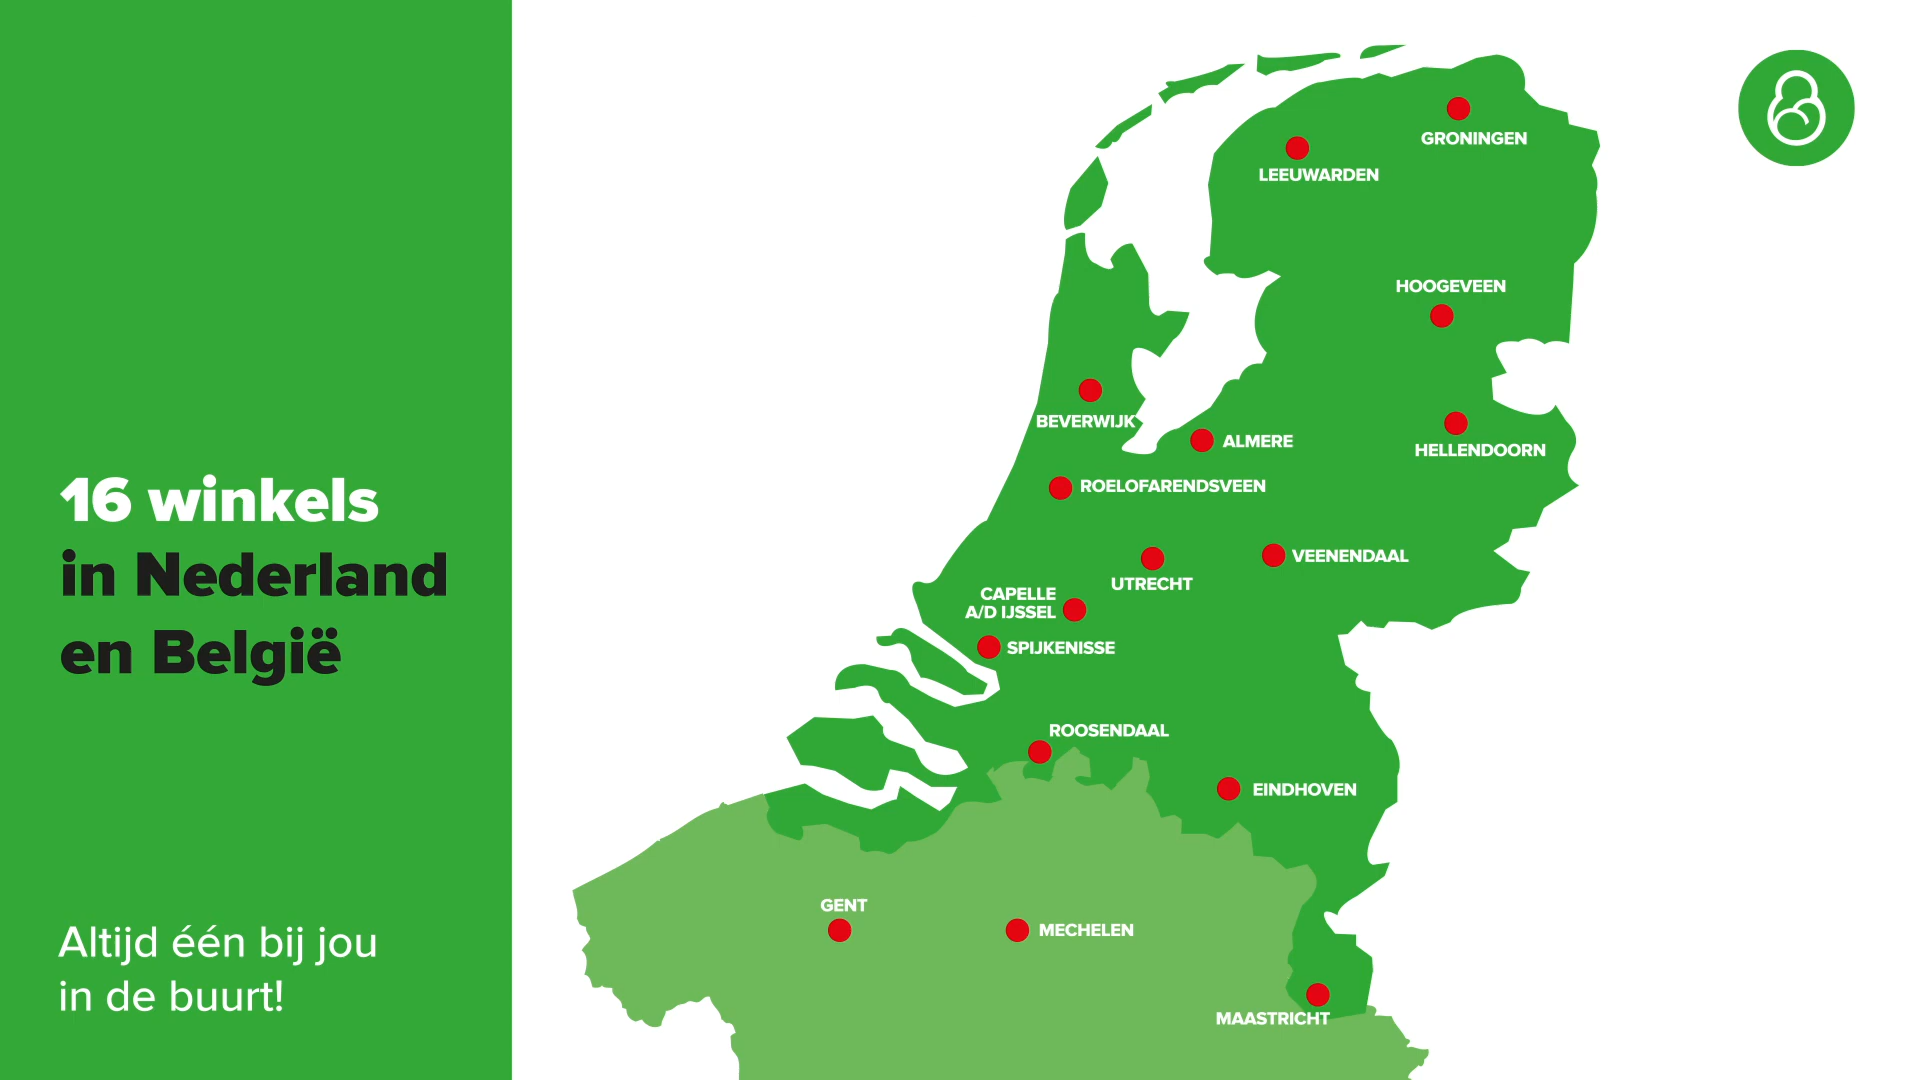 16 winkels
in Nederland
en België
Altijd één bij jou
in de buurt!
GRONINGEN
LEEUWARDEN
HOOGEVEEN
BEVERWIJK
ALMERE
HELLENDOORN
ROELOFARENDSVEEN
VEENENDAAL
UTRECHT
CAPELLE
A/D IJSSEL
SPIJKENISSE
ROOSENDAAL
EINDHOVEN
GENT
MECHELEN
MAASTRICHT